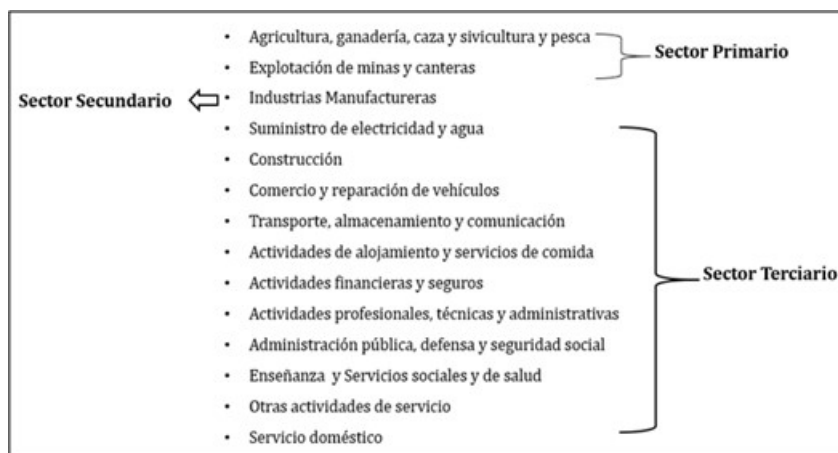 • Agricultura, ganadería, caza y sivicultura y pesca
Sector Primario
• Explotación de minas y canteras
Sector Secundario
• Industrias Manufactureras
• Suministro de electricidad y agua
• Construcción
• Comercio y reparación de vehículos
• Transporte, almacenamiento y comunicación
• Actividades de alojamiento y servicios de comida
• Actividades financieras y seguros
Sector Terciario
• Actividades profesionales, técnicas y administrativas
• Administración pública, defensa y seguridad social
• Enseñanza y Servicios sociales y de salud
• Otras actividades de servicio
• Servicio doméstico